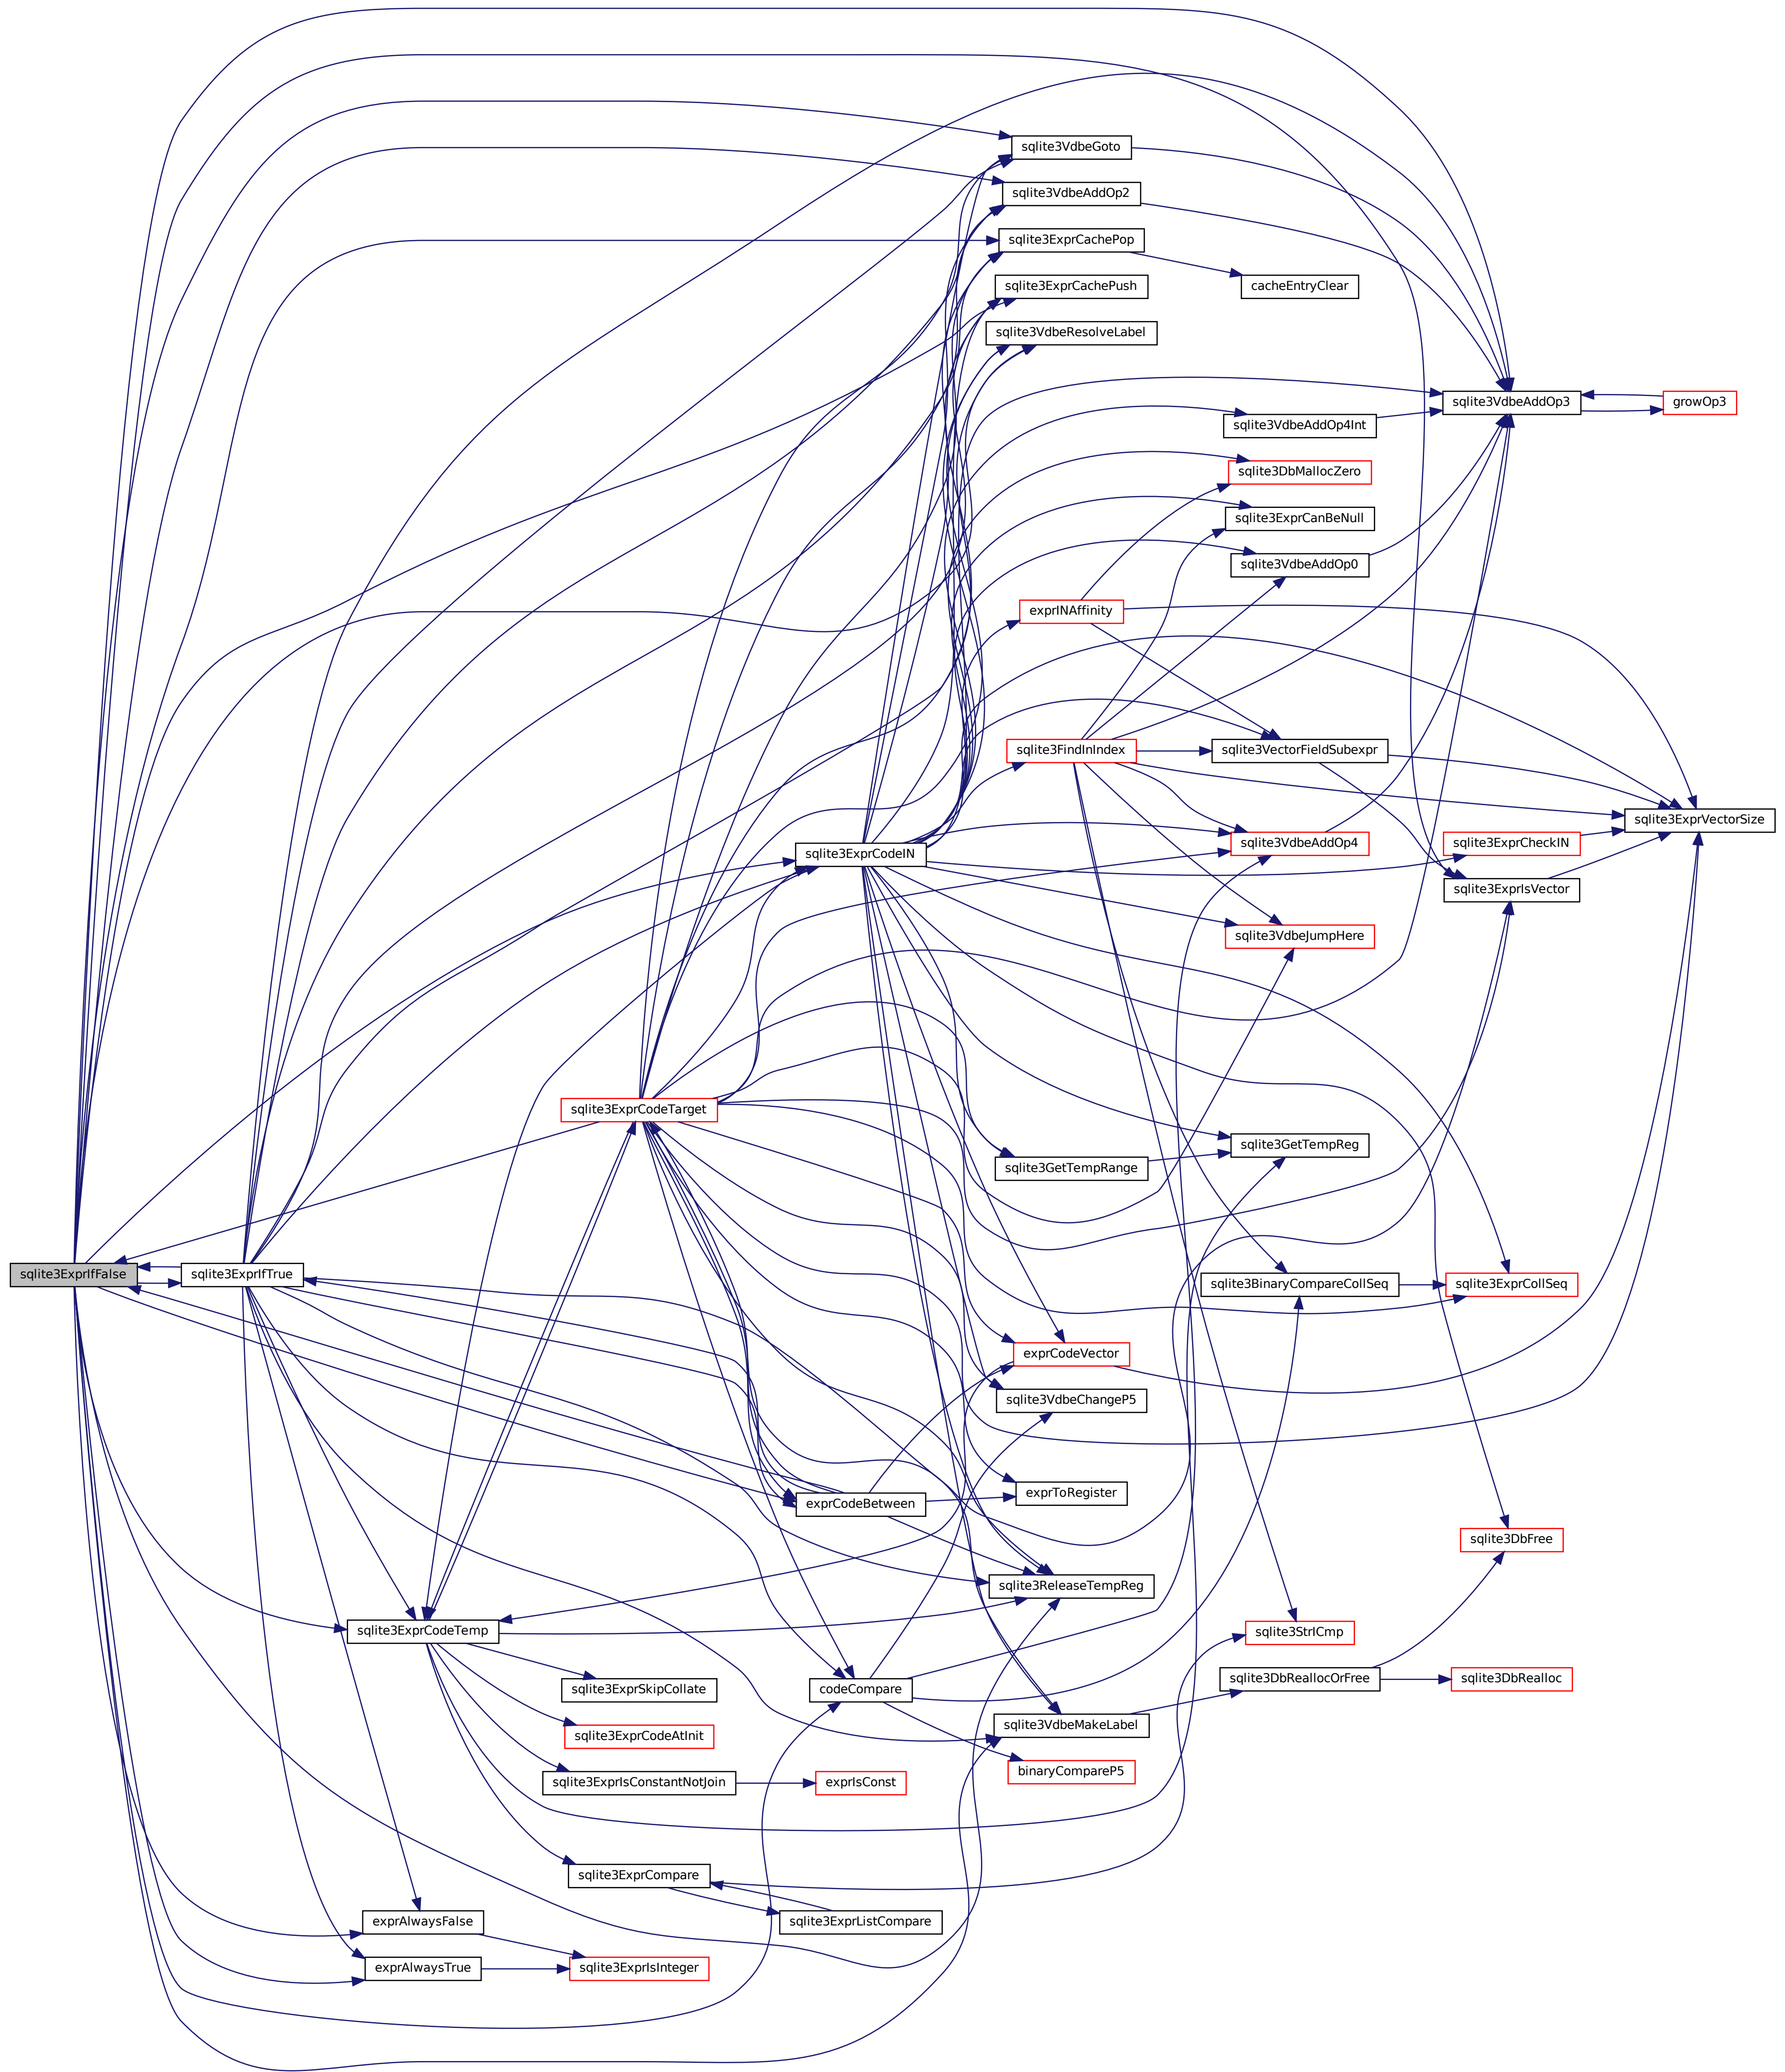 sqlite3VdbeGoto
sqlite3VdbeAddOp2
sqlite3ExprCachePop
sqlite3ExprCachePush
cacheEntryClear
sqlite3VdbeResolveLabel
sqlite3VdbeAddOp3
growOp3
sqlite3VdbeAddOp4Int
sqlite3DbMallocZero
sqlite3ExprCanBeNull
sqlite3VdbeAddOp0
exprINAffinity
sqlite3FindInIndex
sqlite3VectorFieldSubexpr
sqlite3ExprVectorSize
sqlite3VdbeAddOp4
sqlite3ExprCheckIN
sqlite3ExprCodeIN
sqlite3ExprIsVector
sqlite3VdbeJumpHere
sqlite3ExprCodeTarget
sqlite3GetTempReg
sqlite3GetTempRange
sqlite3ExprIfFalse
sqlite3ExprIfTrue
sqlite3BinaryCompareCollSeq
sqlite3ExprCollSeq
exprCodeVector
sqlite3VdbeChangeP5
exprToRegister
exprCodeBetween
sqlite3DbFree
sqlite3ReleaseTempReg
sqlite3ExprCodeTemp
sqlite3StrICmp
sqlite3DbReallocOrFree
sqlite3DbRealloc
sqlite3ExprSkipCollate
codeCompare
sqlite3VdbeMakeLabel
sqlite3ExprCodeAtInit
binaryCompareP5
sqlite3ExprIsConstantNotJoin
exprIsConst
sqlite3ExprCompare
exprAlwaysFalse
sqlite3ExprListCompare
exprAlwaysTrue
sqlite3ExprIsInteger